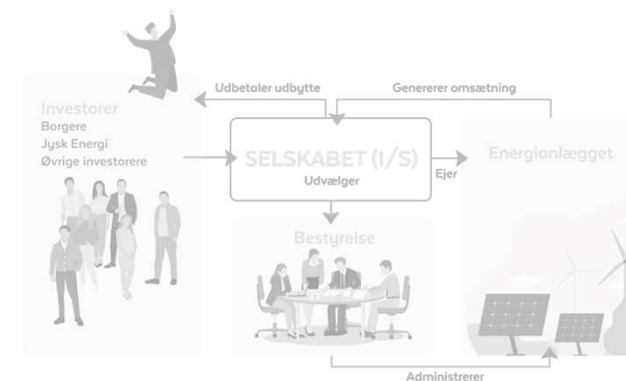 Udbetaler udbytte
Genererer omsætning
Investorer
Borgere
Jysk Energi
Øvrige investorere
SELSKABET (I/S)
Udvælger
Ejer
Energianlægget
Bestyrelse
Administrerer